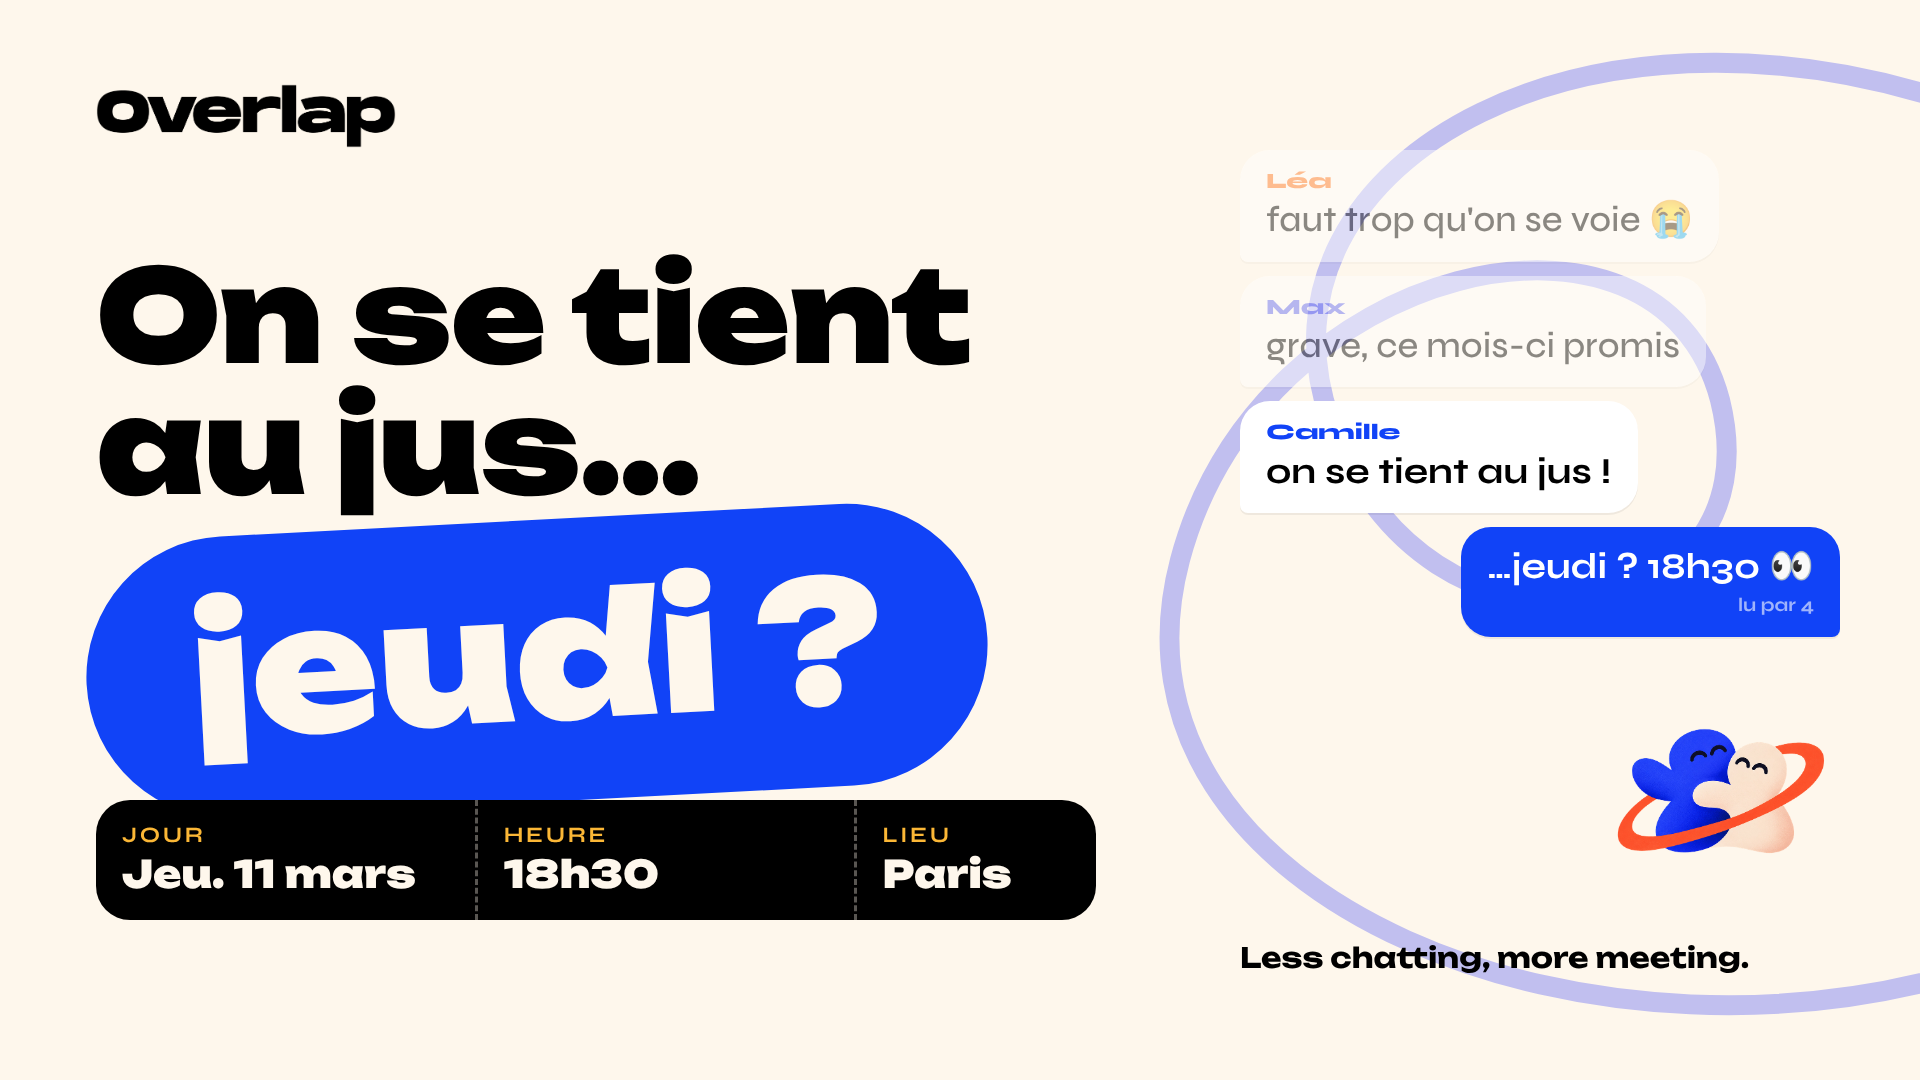 Overlap
On se tient
au jus...
jeudi ?
JOUR
Jeu. 11 mars
HEURE
18h30
LIEU
Paris
Léa
faut trop qu'on se voie 😭
Max
grave, ce mois-ci promis
Camille
on se tient au jus !
...jeudi ? 18h30 👀
lu par 4
Less chatting, more meeting.